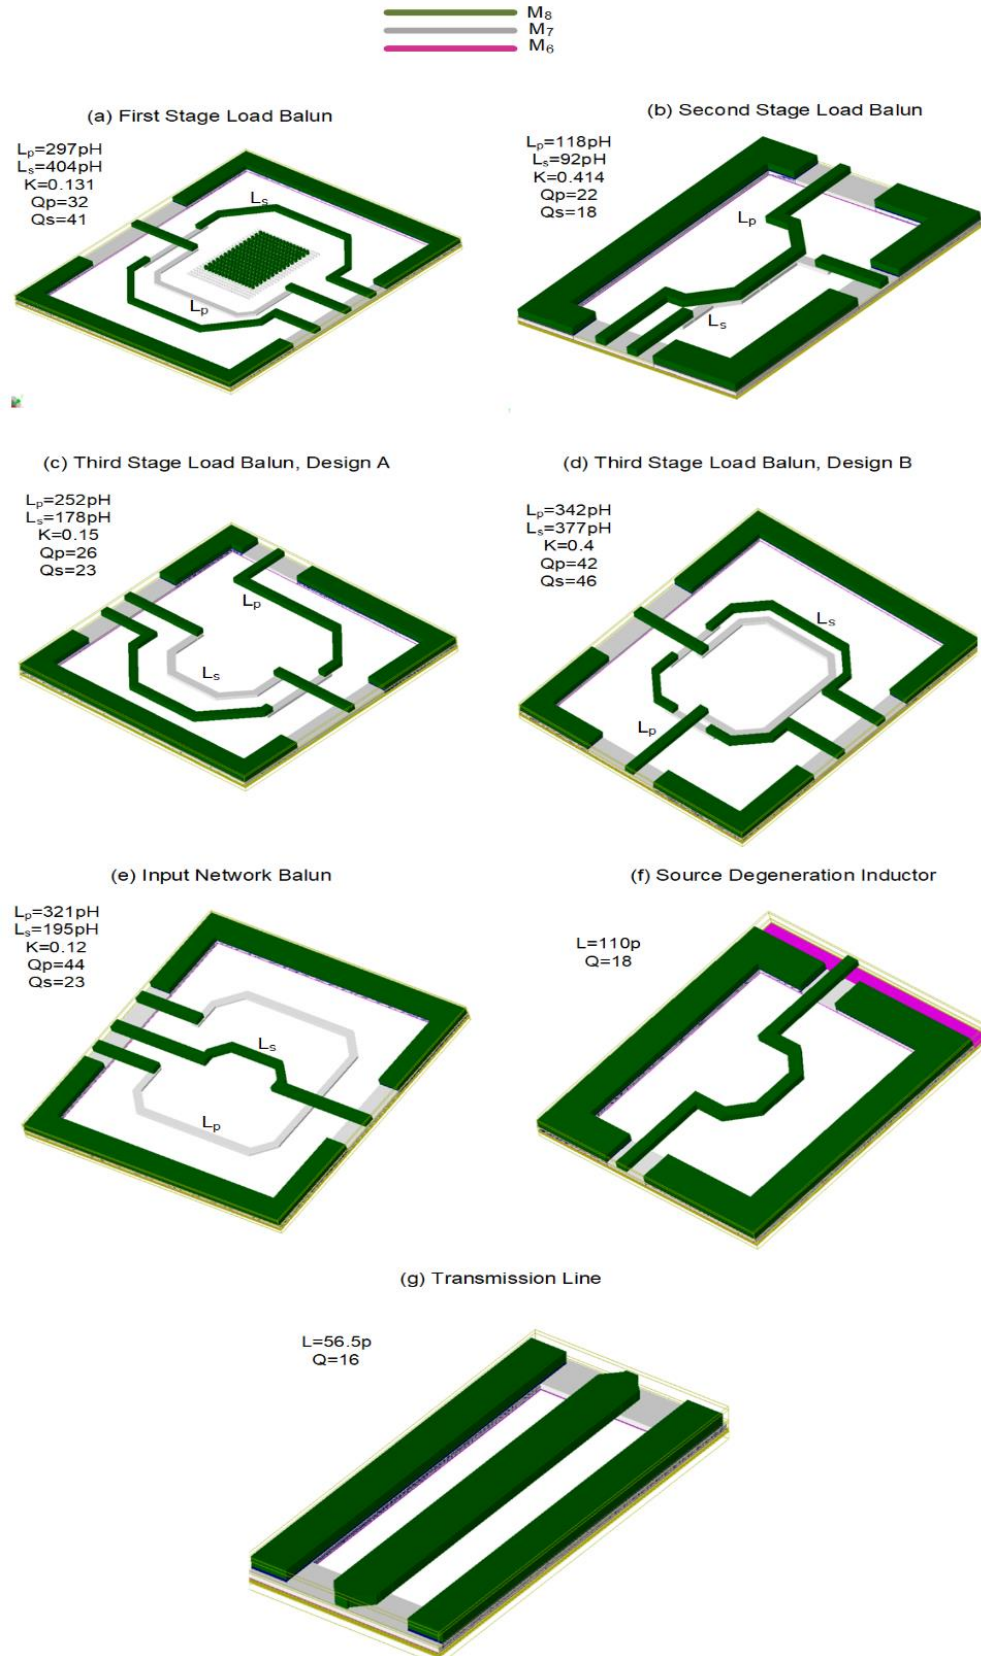 M₈
M₇
M₆
(a) First Stage Load Balun
Lₚ=297pH
Lₛ=404pH
K=0.131
Qp=32
Qs=41
Lₛ
Lₚ
(b) Second Stage Load Balun
Lₚ=118pH
Lₛ=92pH
K=0.414
Qp=22
Qs=18
Lₚ
Lₛ
(c) Third Stage Load Balun, Design A
Lₚ=252pH
Lₛ=178pH
K=0.15
Qp=26
Qs=23
Lₚ
Lₛ
(d) Third Stage Load Balun, Design B
Lₚ=342pH
Lₛ=377pH
K=0.4
Qp=42
Qs=46
Lₛ
Lₚ
(e) Input Network Balun
Lₚ=321pH
Lₛ=195pH
K=0.12
Qp=44
Qs=23
Lₛ
Lₚ
(f) Source Degeneration Inductor
L=110p
Q=18
(g) Transmission Line
L=56.5p
Q=16